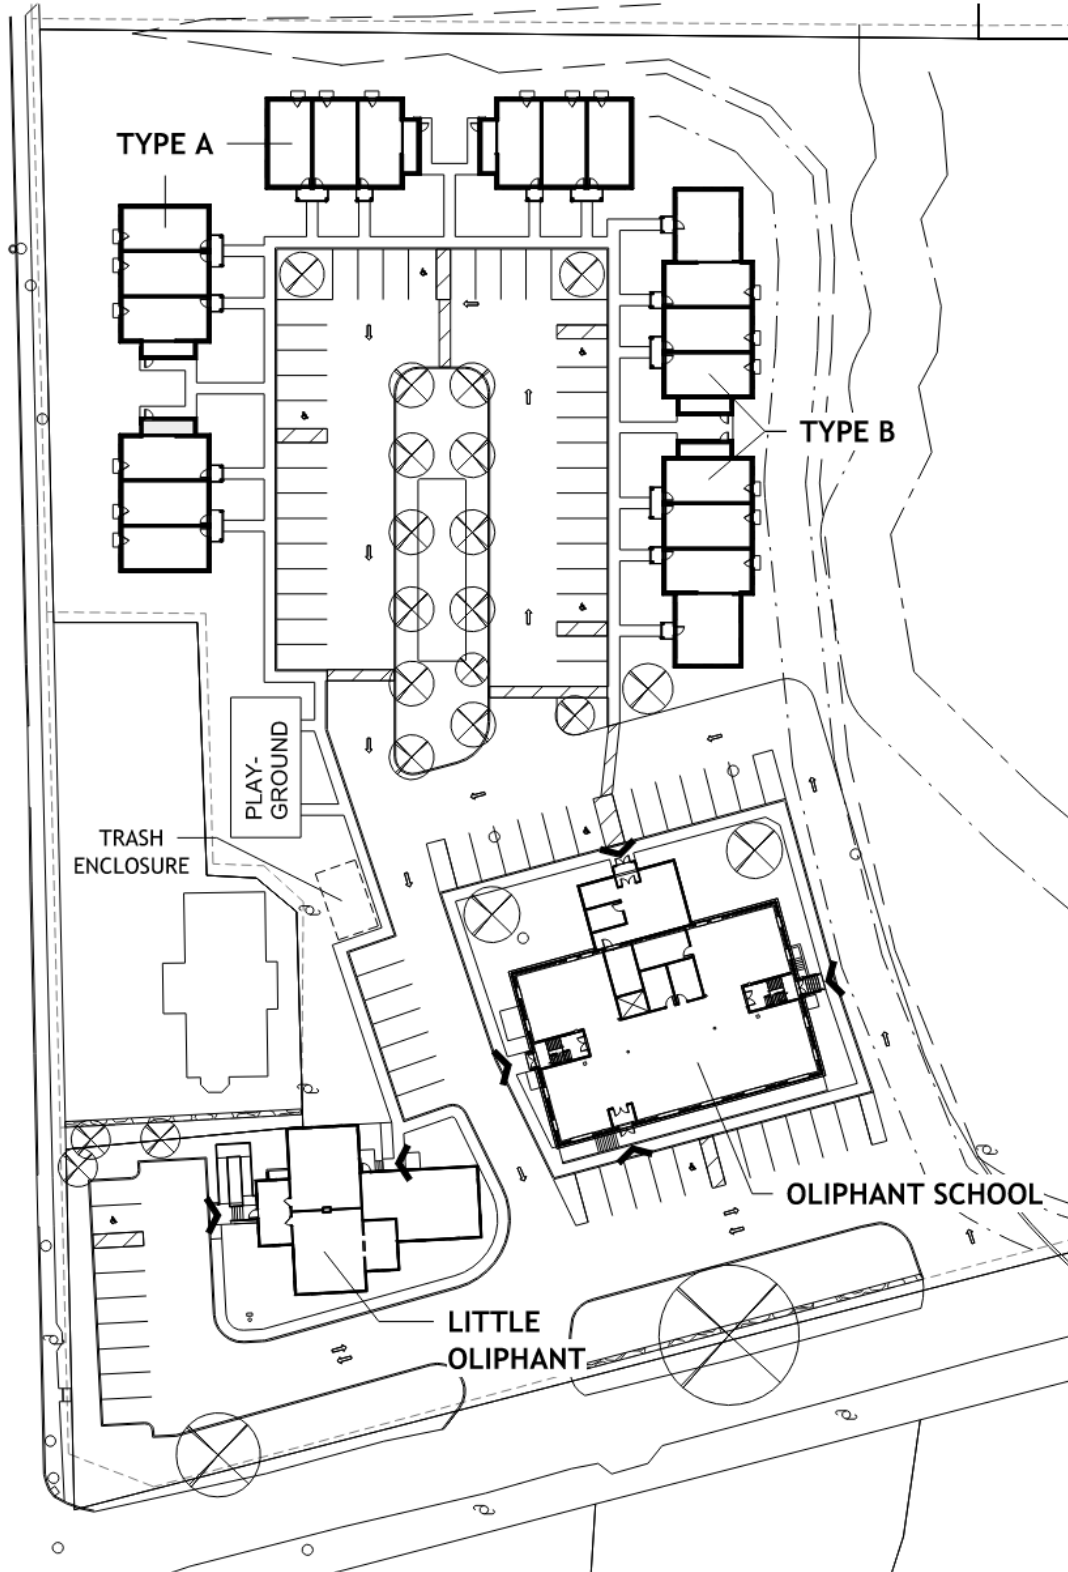 TYPE A
TYPE B
PLAY-
GROUND
TRASH
ENCLOSURE
OLIPHANT SCHOOL
LITTLE
OLIPHANT